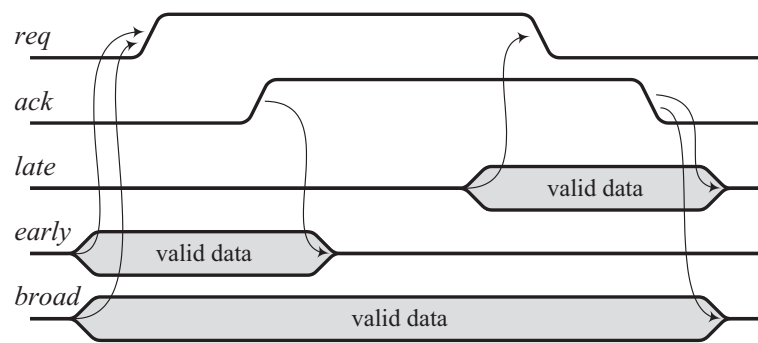 req
ack
late
valid data
early
valid data
broad
valid data